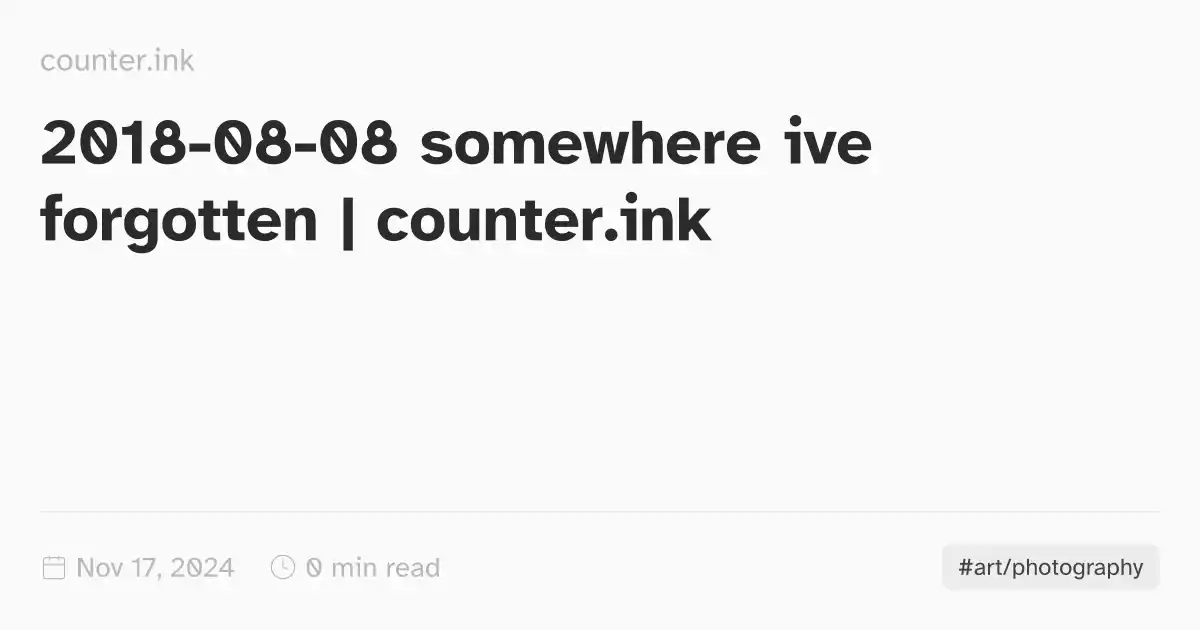 counter.ink
2018-08-08 somewhere ive
forgotten | counter.ink
Nov 17, 2024 0 min read #art/photography